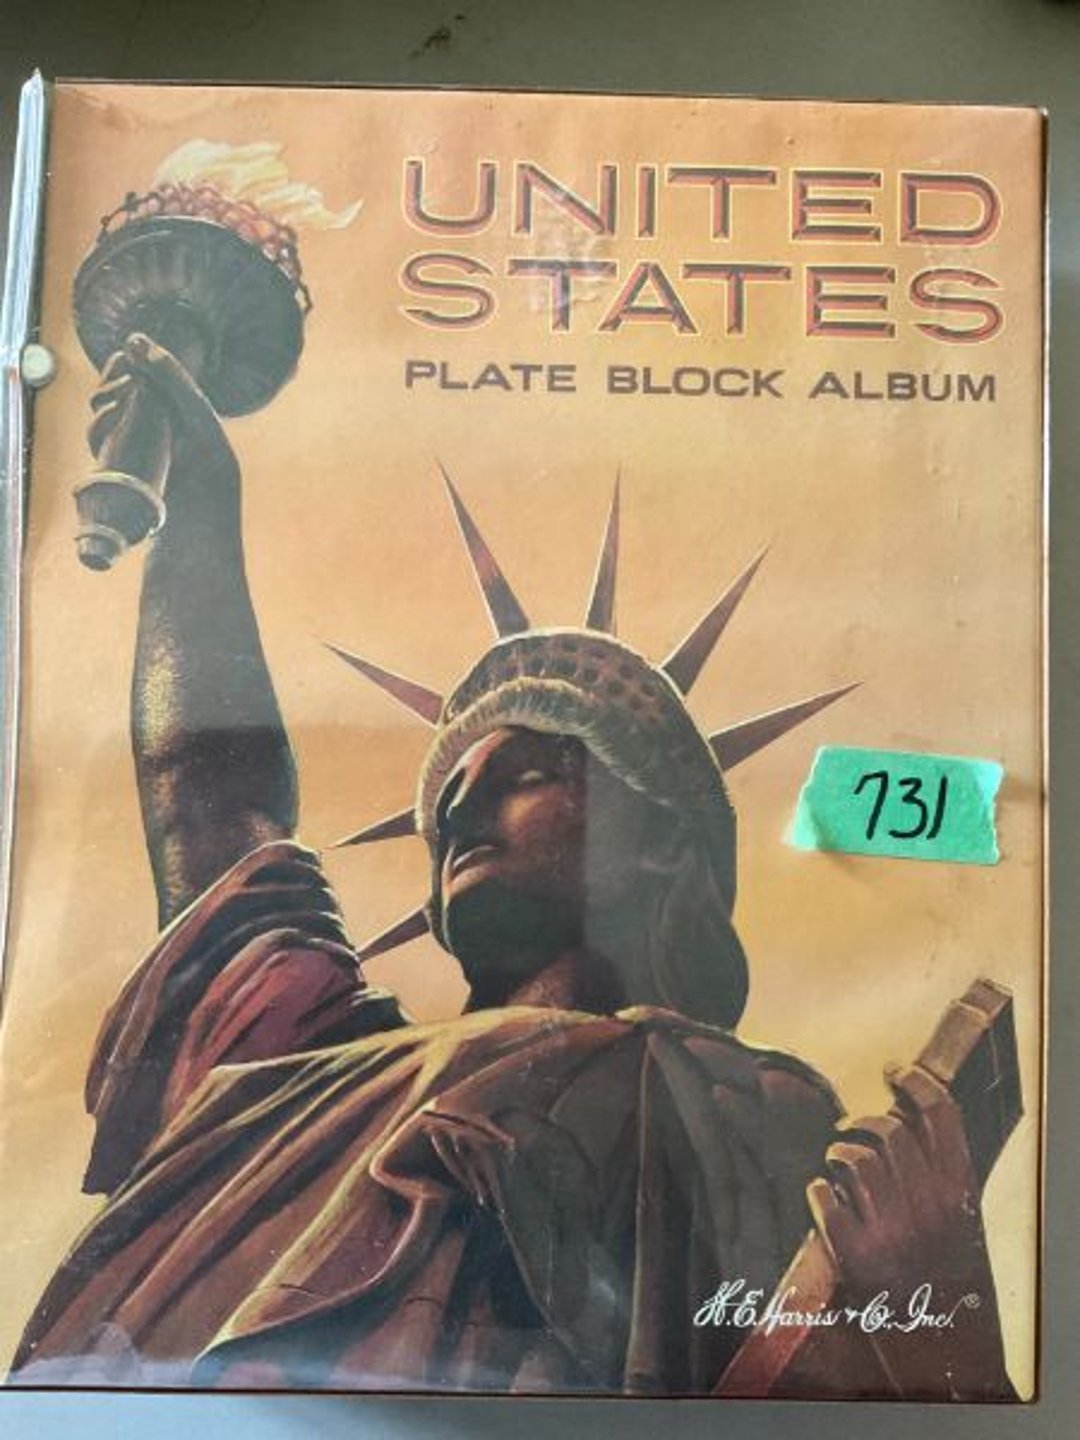 UNITED
STATES
PLATE BLOCK ALBUM
731
H.E. Harris & Co., Inc.®